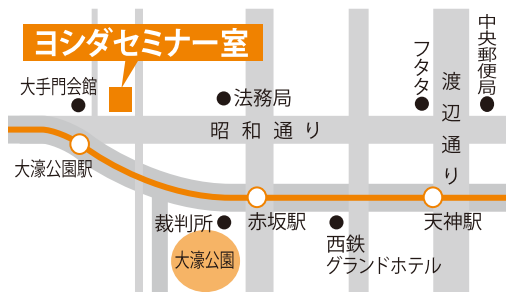 ヨシダセミナー室
大手門会館
法務局
フタタ
渡辺通り
中央郵便局
昭和通り
大濠公園駅
裁判所
赤坂駅
天神駅
西鉄
グランドホテル
大濠公園